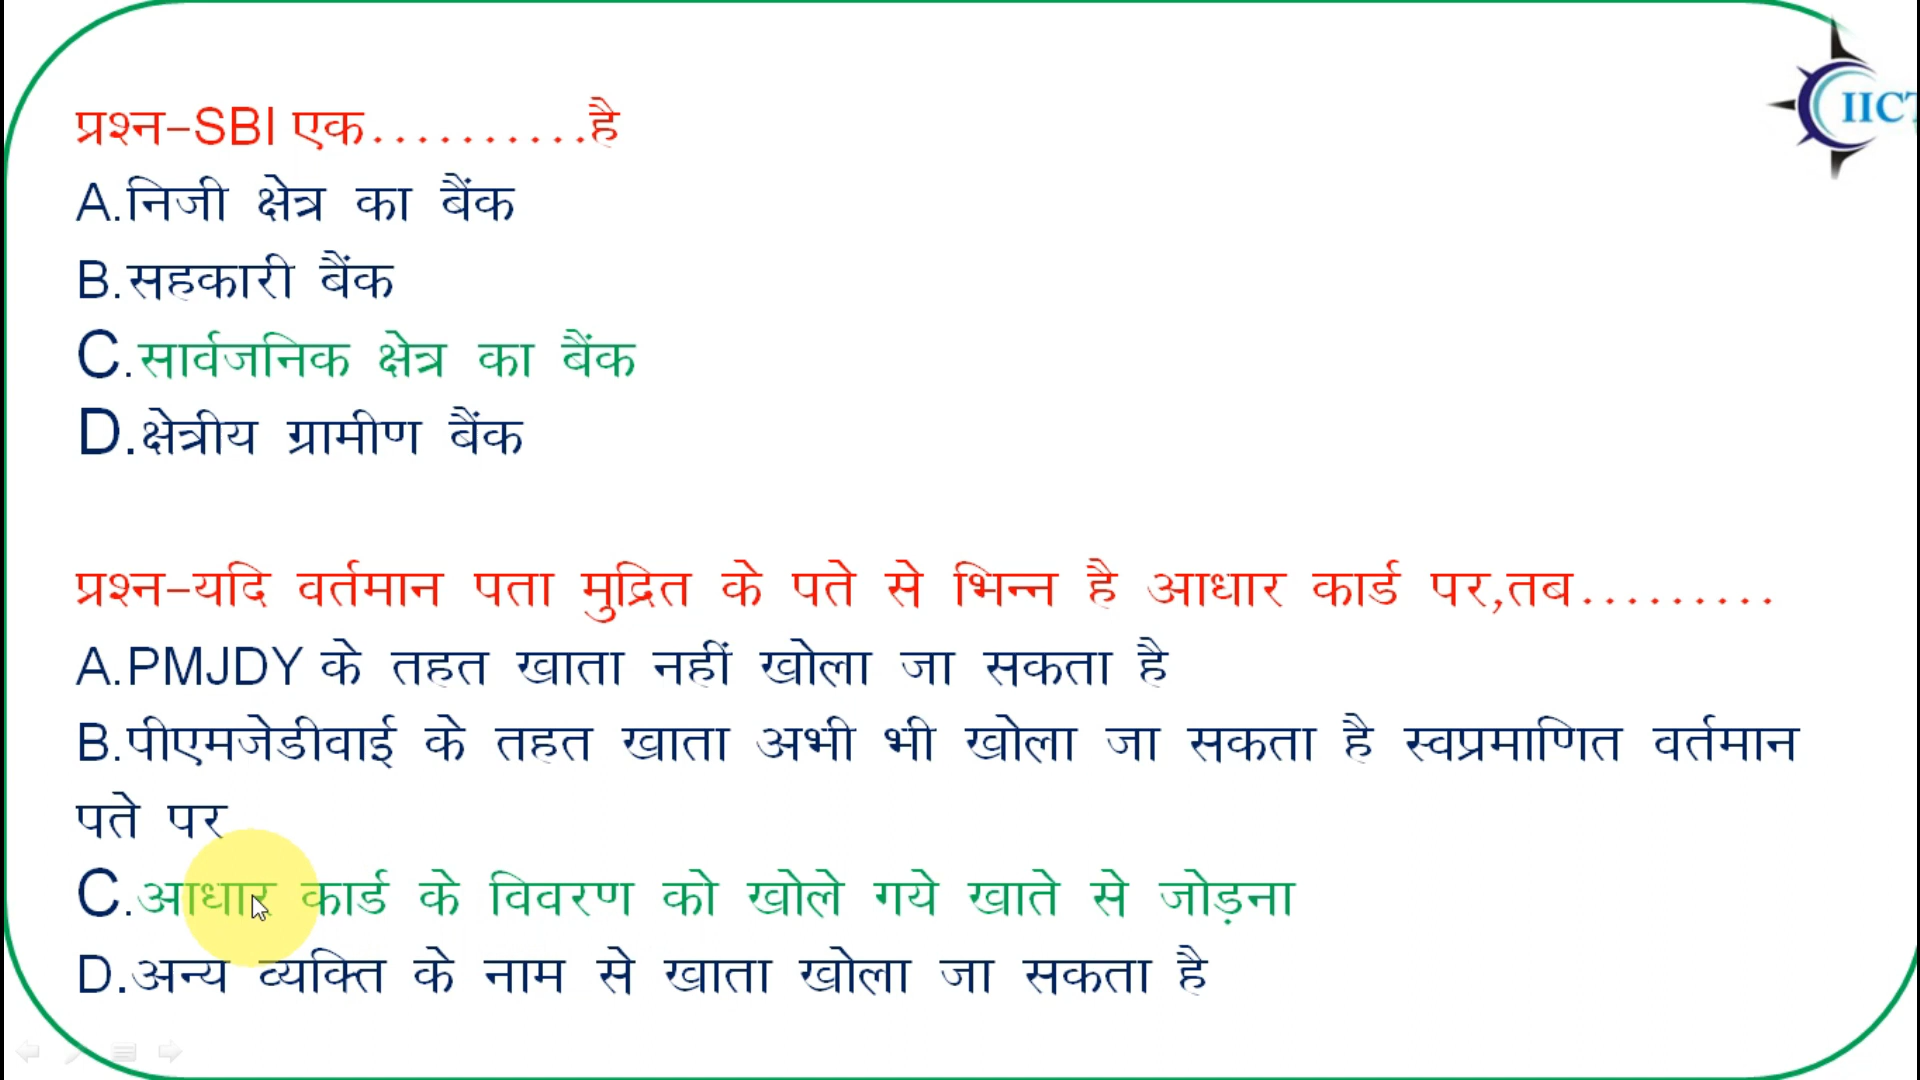 प्रश्न–SBI एक..........है
IICT
A.निजी क्षेत्र का बैंक
B.सहकारी बैंक
C.सार्वजनिक क्षेत्र का बैंक
D.क्षेत्रीय ग्रामीण बैंक
प्रश्न–यदि वर्तमान पता मुद्रित के पते से भिन्न है आधार कार्ड पर,तब.........
A.PMJDY के तहत खाता नहीं खोला जा सकता है
B.पीएमजेडीवाई के तहत खाता अभी भी खोला जा सकता है स्वप्रमाणित वर्तमान
पते पर
C.आधार कार्ड के विवरण को खोले गये खाते से जोड़ना
D.अन्य व्यक्ति के नाम से खाता खोला जा सकता है